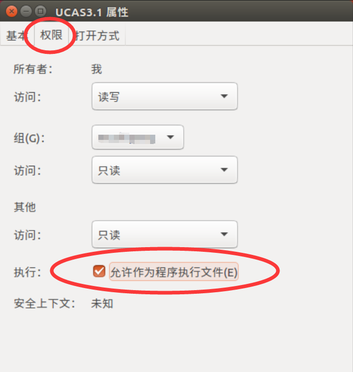 UCAS3.1 属性
基本 权限 打开方式
所有者： 我
访问： 读写
组(G)：
访问： 只读
其他
访问： 只读
执行： 允许作为程序执行文件(E)
安全上下文： 未知